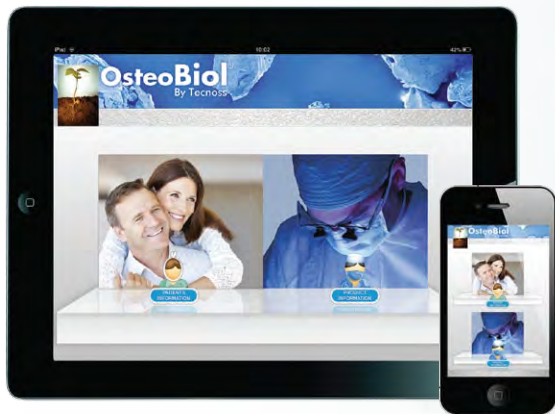 iPad
10:02
42%
OsteoBiol
By Tecnoss
PATIENTS
INFORMATION
PRODUCT
INFORMATION
OsteoBiol